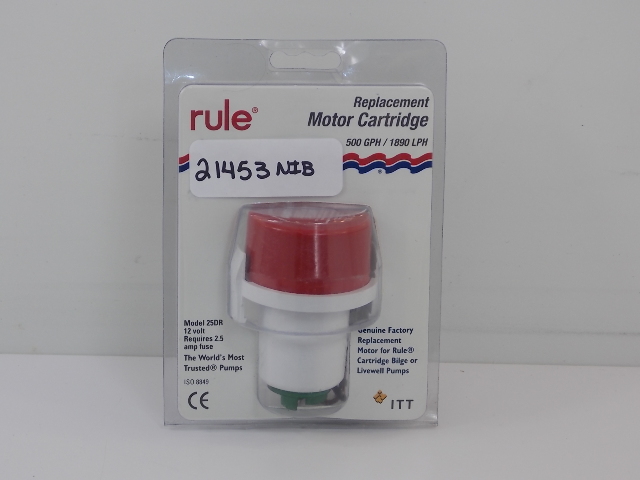 rule®
Replacement
Motor Cartridge
500 GPH / 1890 LPH
21453 NIB
Model 25DR
12 volt
Requires 2.5
amp fuse
The World's Most
Trusted® Pumps
ISO 8849
CE
Genuine Factory
Replacement
Motor for Rule®
Cartridge Bilge or
Livewell Pumps
ITT